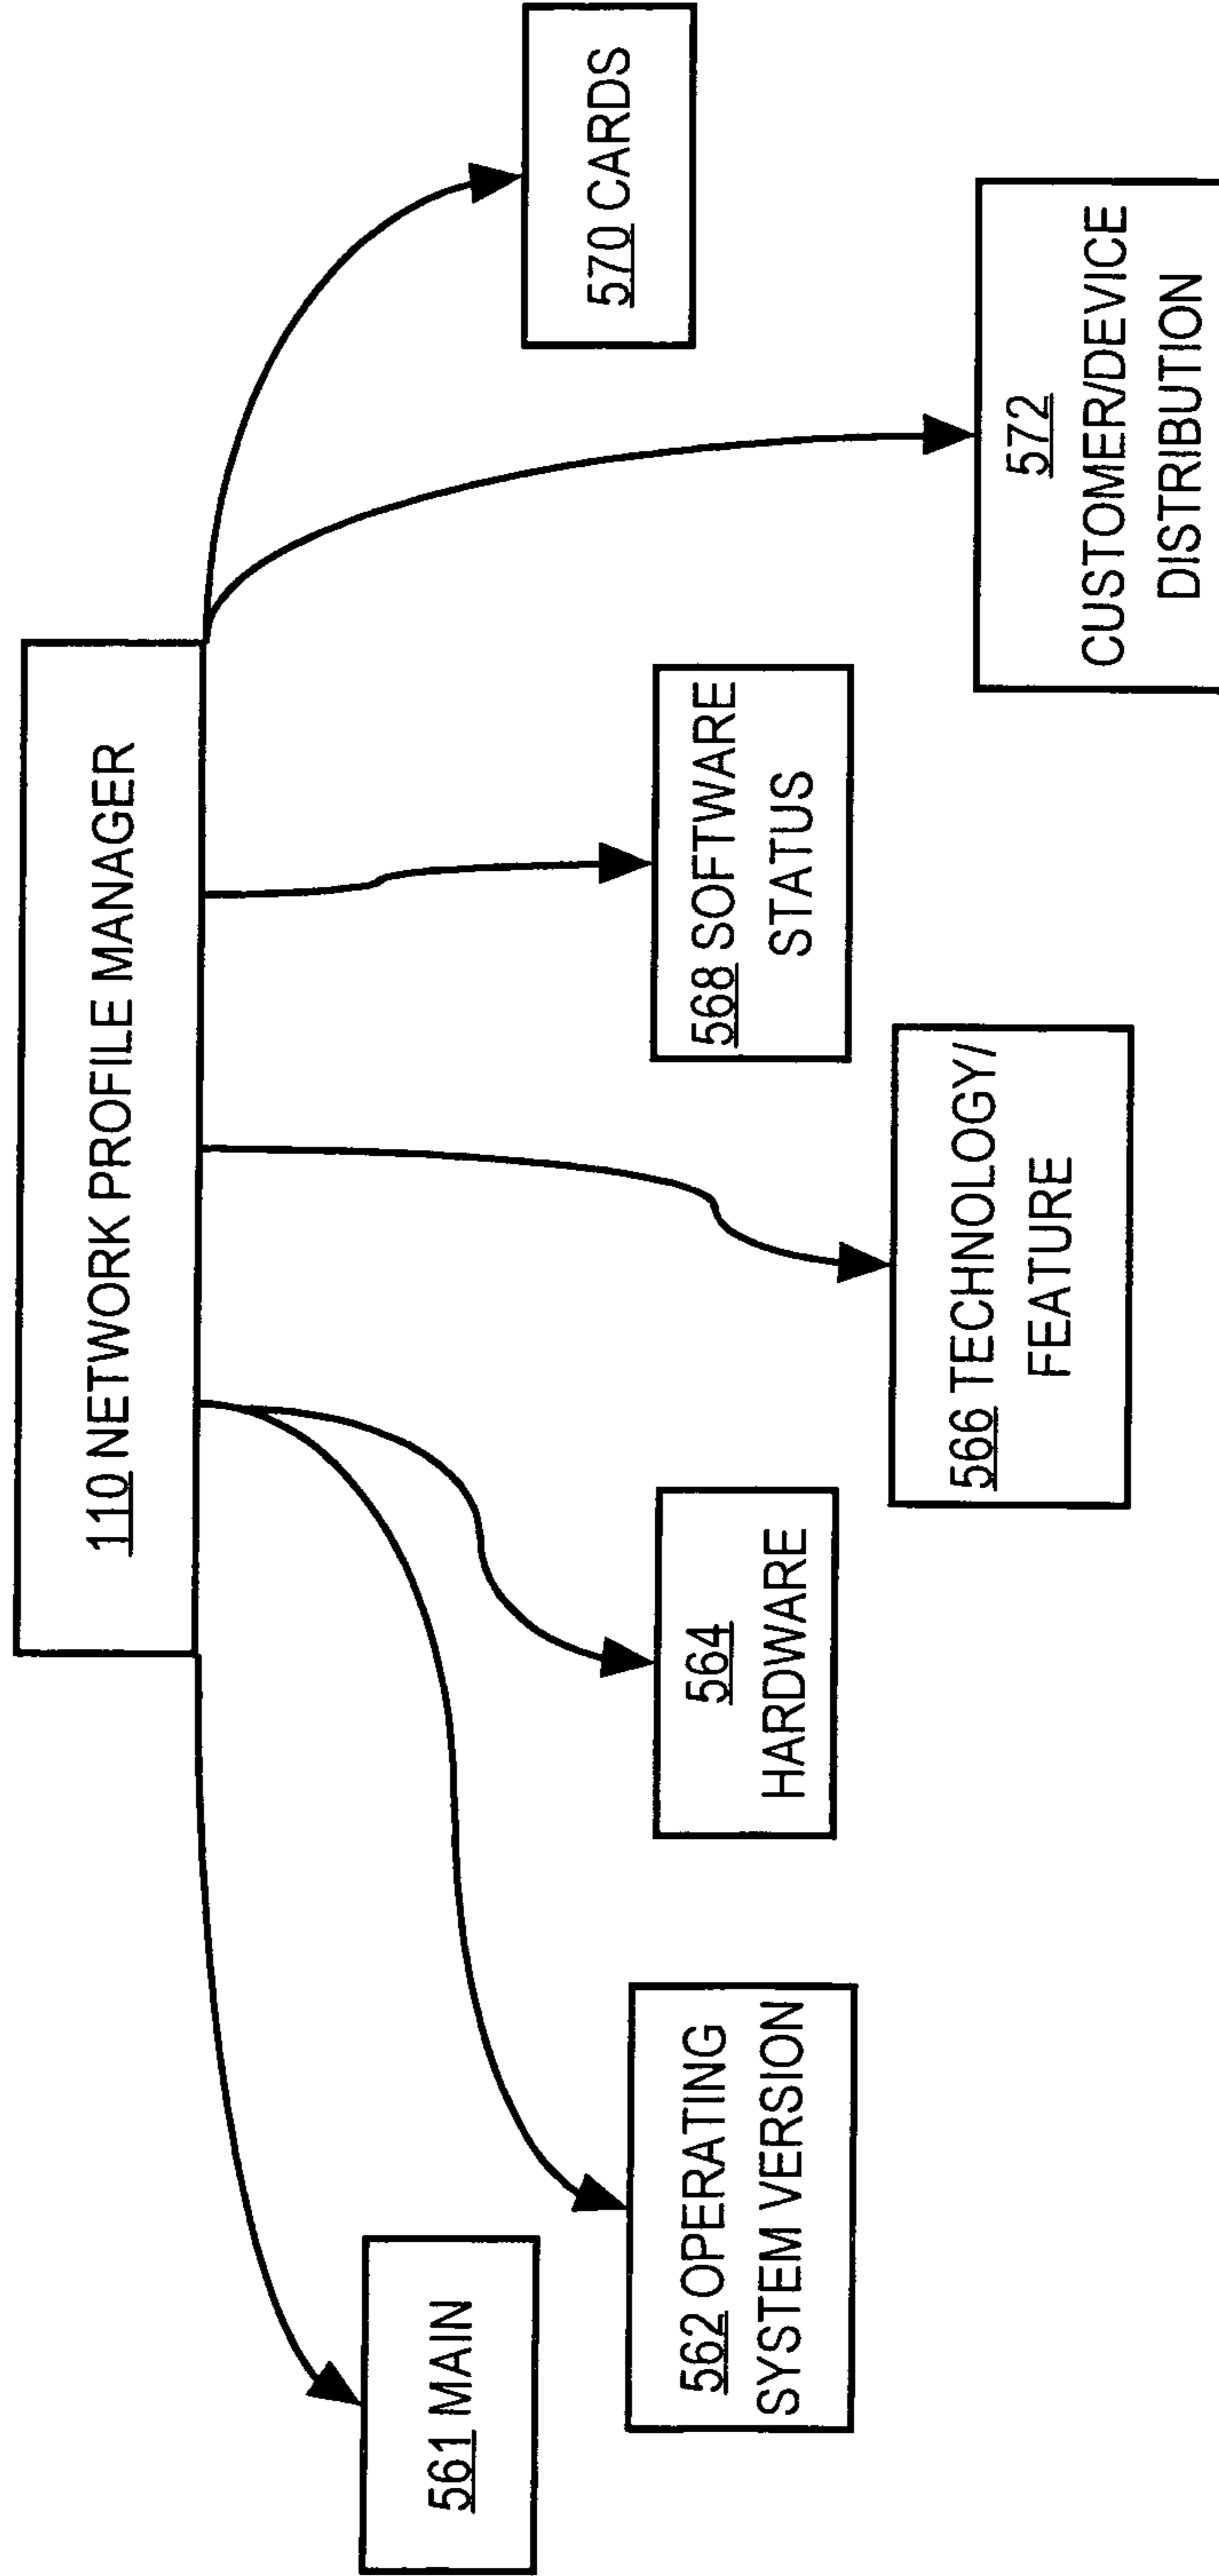 110 NETWORK PROFILE MANAGER
561 MAIN
562 OPERATING
SYSTEM VERSION
564
HARDWARE
566 TECHNOLOGY/
FEATURE
568 SOFTWARE
STATUS
570 CARDS
572
CUSTOMER/DEVICE
DISTRIBUTION